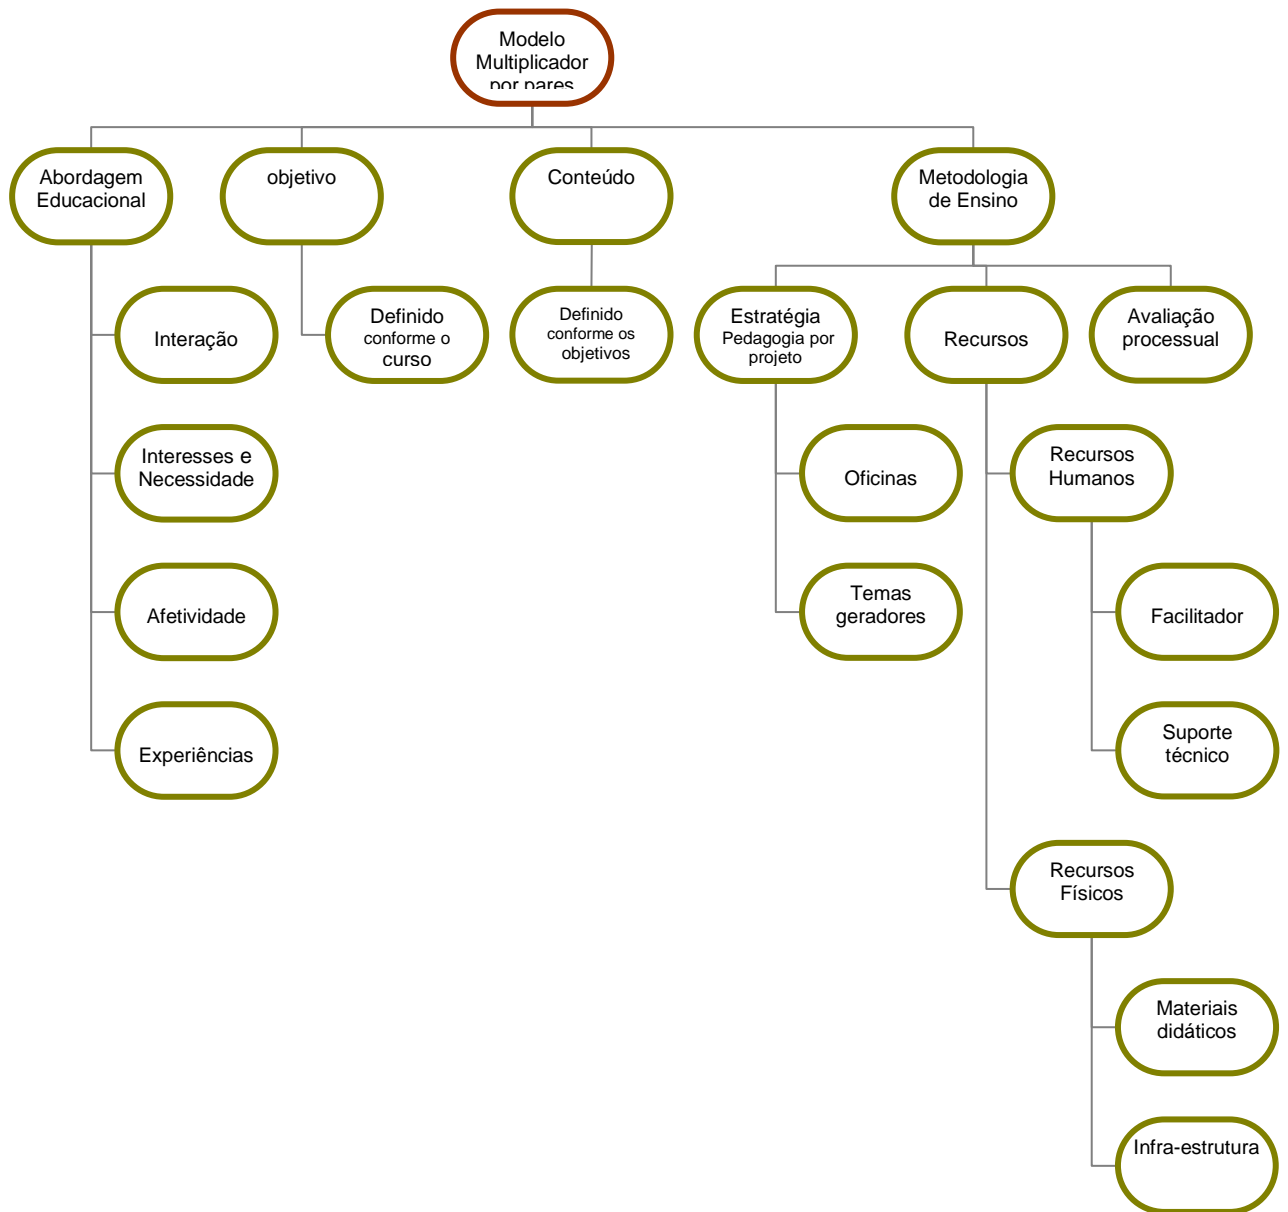 Modelo
Multiplicador
por pares
Abordagem
Educacional
objetivo
Conteúdo
Metodologia
de Ensino
Interação
Definido
conforme o
curso
Definido
conforme os
objetivos
Estratégia
Pedagogia por
projeto
Recursos
Avaliação
processual
Interesses e
Necessidade
Oficinas
Recursos
Humanos
Afetividade
Temas
geradores
Facilitador
Experiências
Suporte
técnico
Recursos
Físicos
Materiais
didáticos
Infra-estrutura